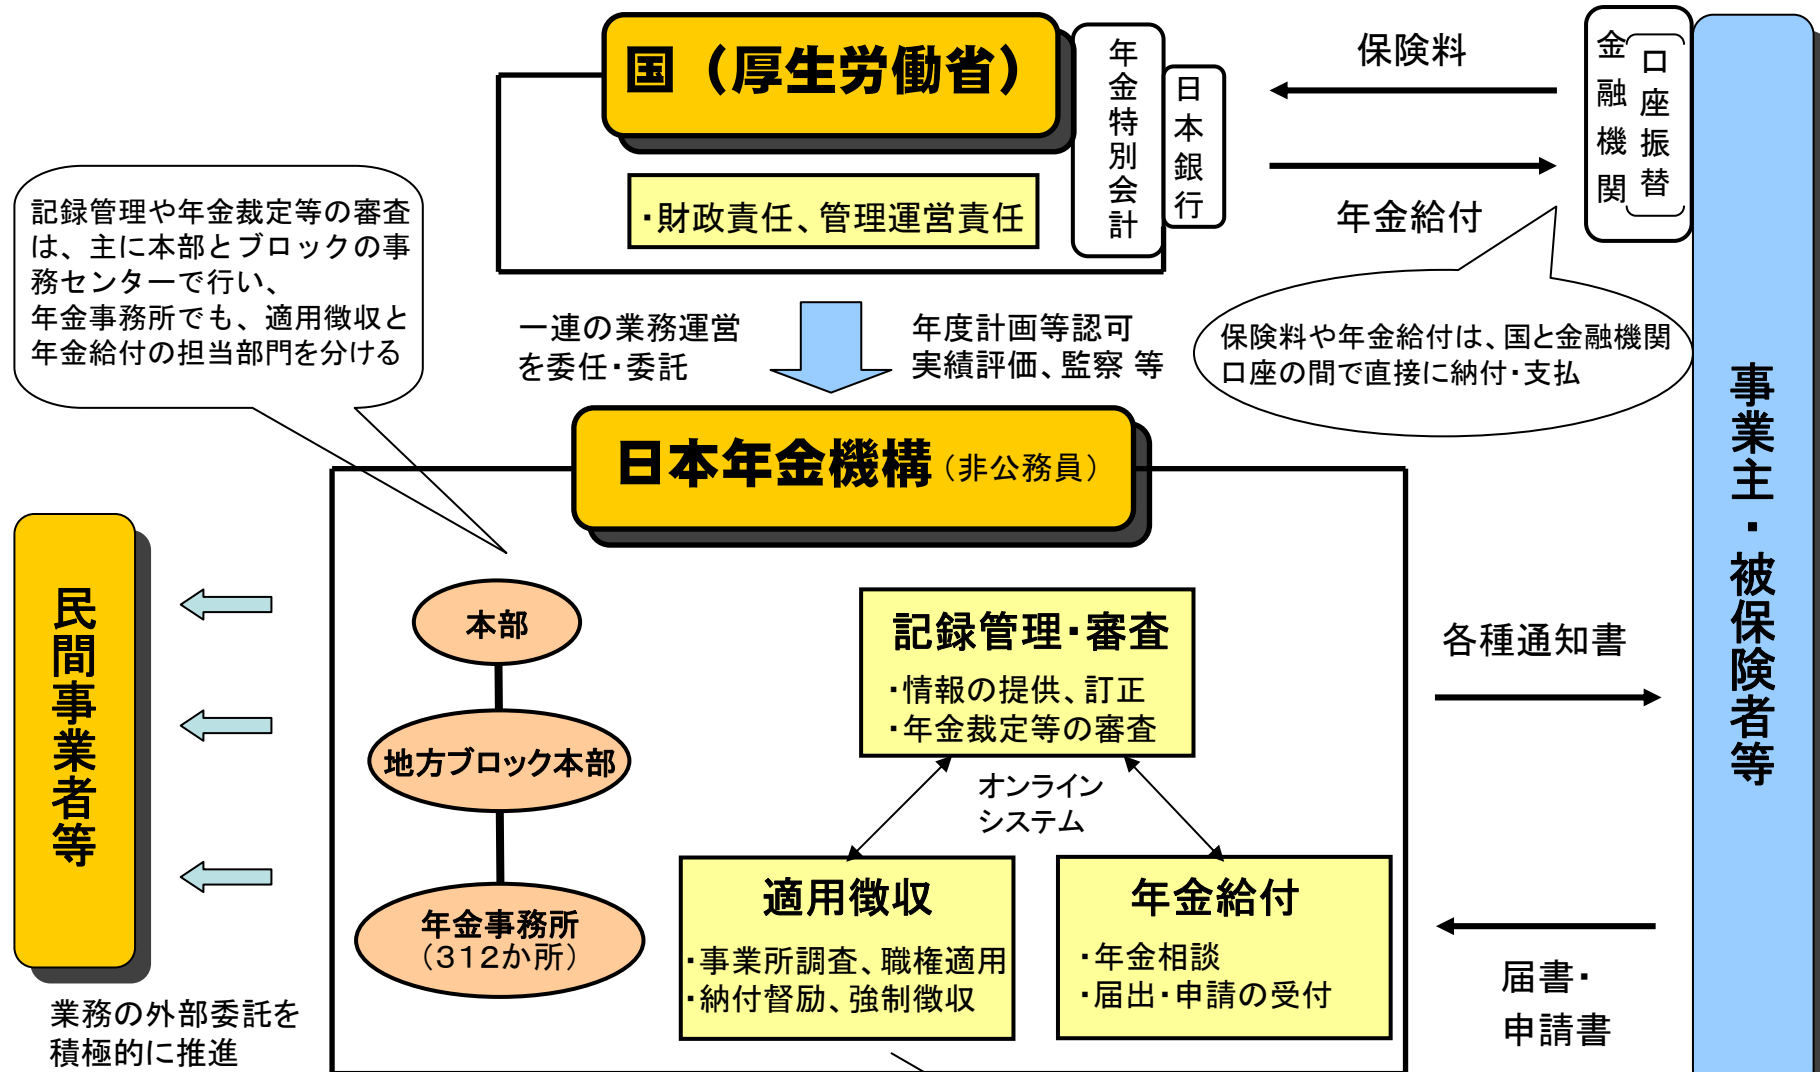 国（厚生労働省）
年金特別会計
日本銀行
・財政責任、管理運営責任
保険料
年金給付
金融機関
口座振替
記録管理や年金裁定等の審査
は、主に本部とブロックの事
務センターで行い、
年金事務所でも、適用徴収と
年金給付の担当部門を分ける
一連の業務運営
を委任・委託
年度計画等認可
実績評価、監察 等
保険料や年金給付は、国と金融機関
口座の間で直接に納付・支払
事業主・被保険者等
日本年金機構（非公務員）
民間事業者等
業務の外部委託を
積極的に推進
本部
地方ブロック本部
年金事務所
（３１２か所）
記録管理・審査
・情報の提供、訂正
・年金裁定等の審査
オンライン
システム
適用徴収
・事業所調査、職権適用
・納付督励、強制徴収
年金給付
・年金相談
・届出・申請の受付
各種通知書
届書・
申請書